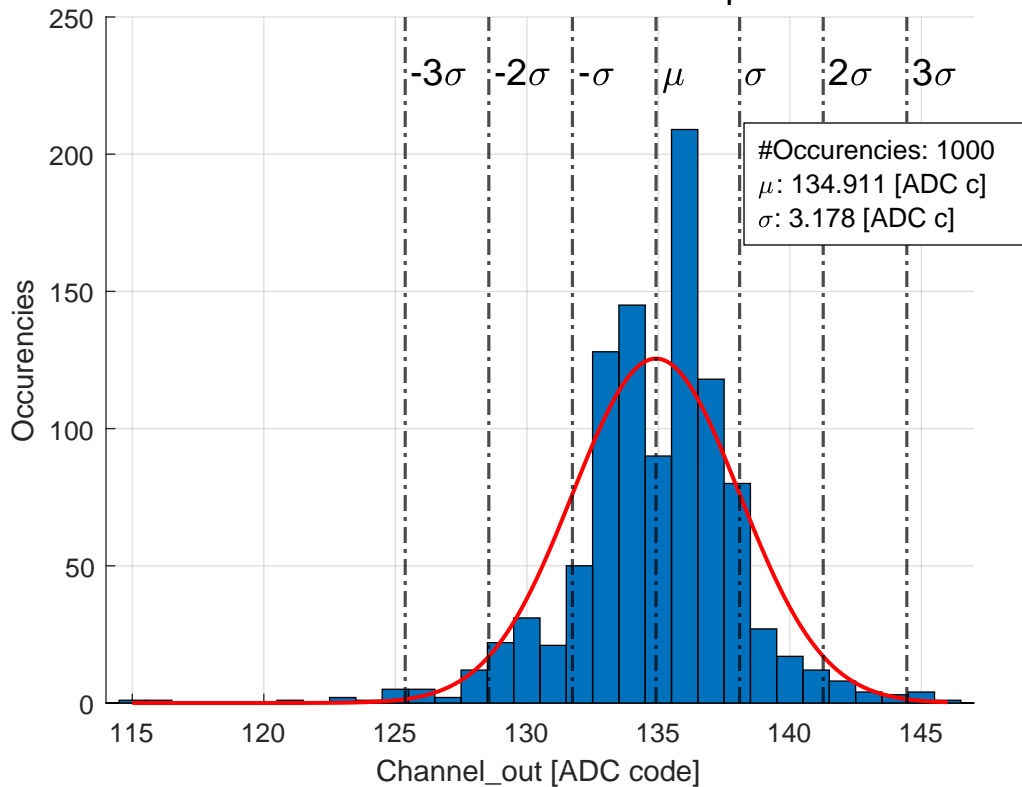 250
200
150
100
50
0
-3σ
-2σ
-σ
μ
σ
2σ
3σ
#Occurencies: 1000
μ: 134.911 [ADC c]
σ: 3.178 [ADC c]
Occurencies
115
120
125
130
135
140
145
Channel_out [ADC code]